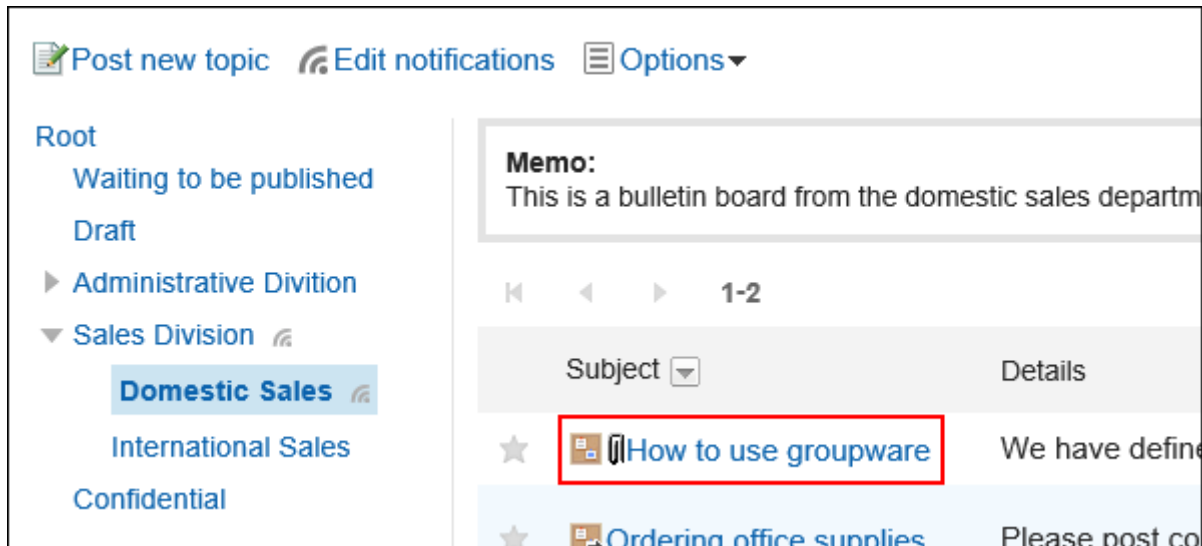 Post new topic Edit notifications Options
Root
Waiting to be published
Draft
Administrative Divition
Sales Division
Domestic Sales
International Sales
Confidential
Memo:
This is a bulletin board from the domestic sales departm
1-2
Subject Details
How to use groupware We have define
Ordering office supplies Please post co